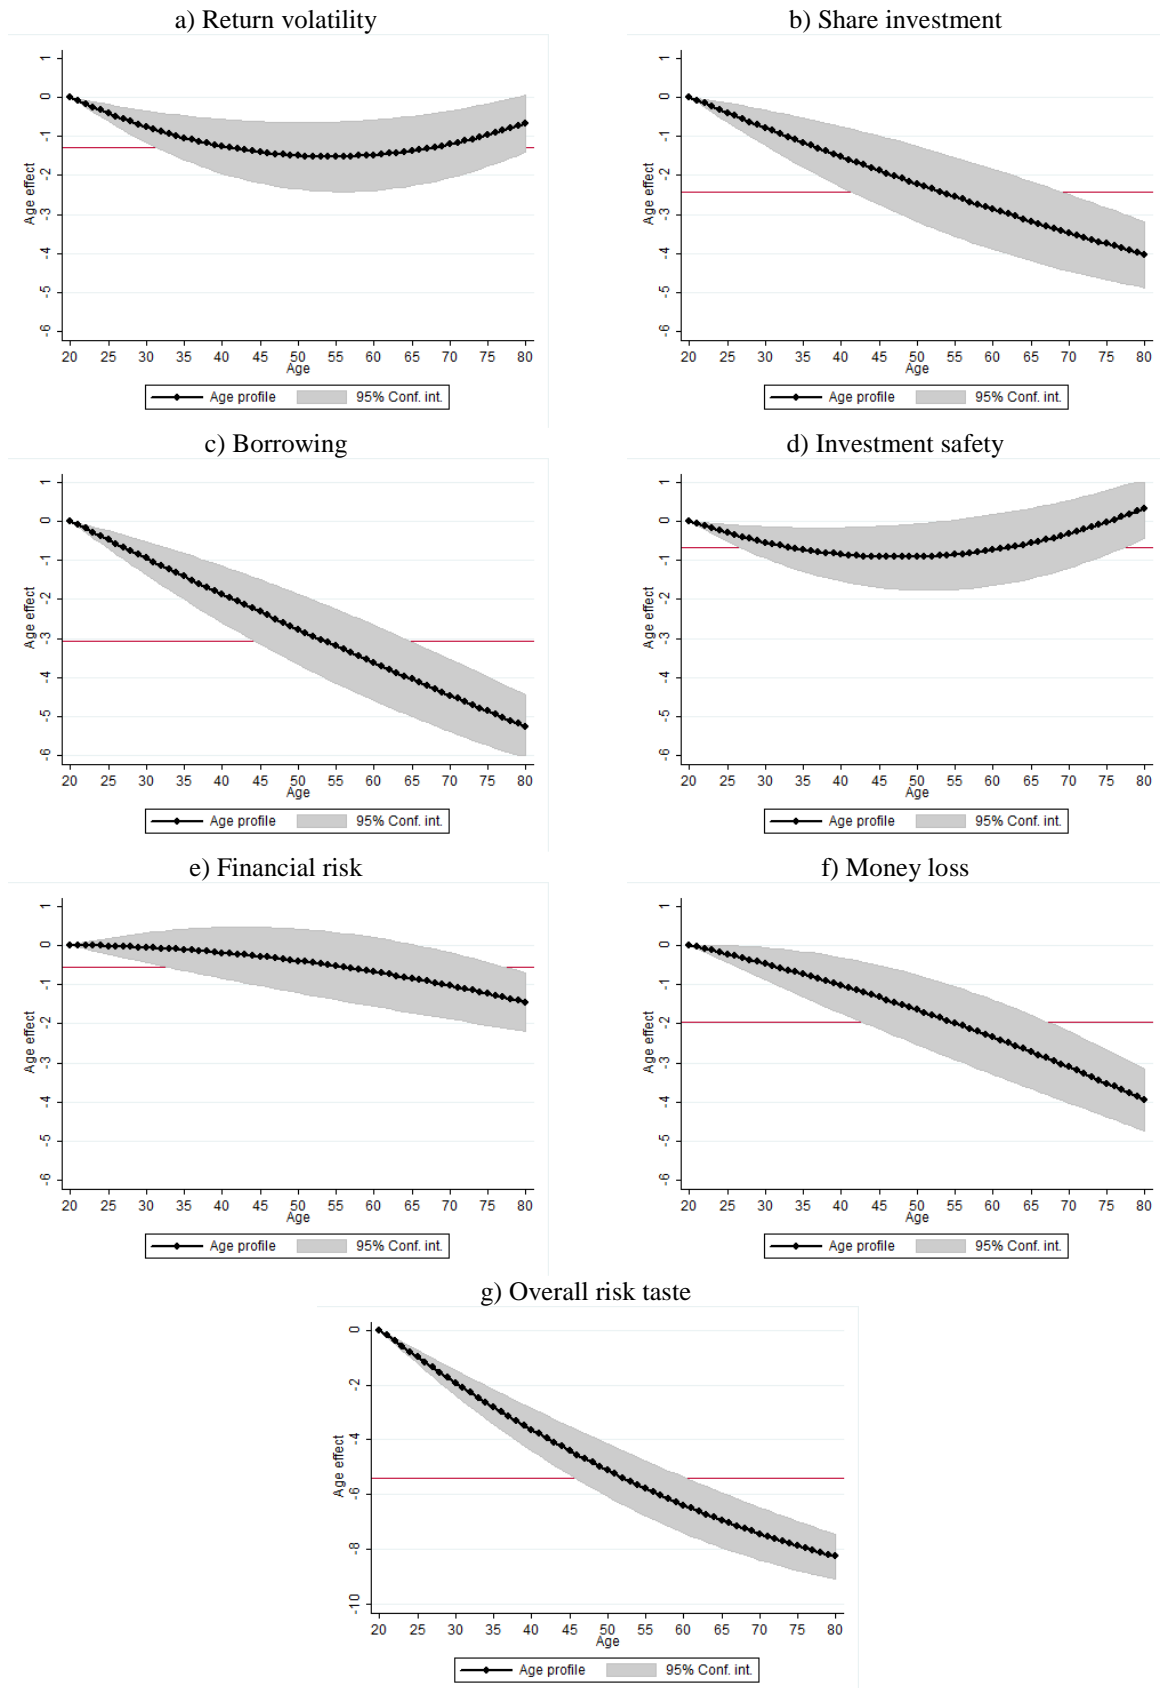 a) Return volatility
1
0
-1
-2
-3
-4
-5
-6
Age effect
20 25 30 35 40 45 50 55 60 65 70 75 80
Age
Age profile 95% Conf. int.
b) Share investment
1
0
-1
-2
-3
-4
-5
-6
Age effect
20 25 30 35 40 45 50 55 60 65 70 75 80
Age
Age profile 95% Conf. int.
c) Borrowing
1
0
-1
-2
-3
-4
-5
-6
Age effect
20 25 30 35 40 45 50 55 60 65 70 75 80
Age
Age profile 95% Conf. int.
d) Investment safety
1
0
-1
-2
-3
-4
-5
-6
Age effect
20 25 30 35 40 45 50 55 60 65 70 75 80
Age
Age profile 95% Conf. int.
e) Financial risk
1
0
-1
-2
-3
-4
-5
-6
Age effect
20 25 30 35 40 45 50 55 60 65 70 75 80
Age
Age profile 95% Conf. int.
f) Money loss
1
0
-1
-2
-3
-4
-5
-6
Age effect
20 25 30 35 40 45 50 55 60 65 70 75 80
Age
Age profile 95% Conf. int.
g) Overall risk taste
0
-2
-4
-6
-8
-10
Age effect
20 25 30 35 40 45 50 55 60 65 70 75 80
Age
Age profile 95% Conf. int.